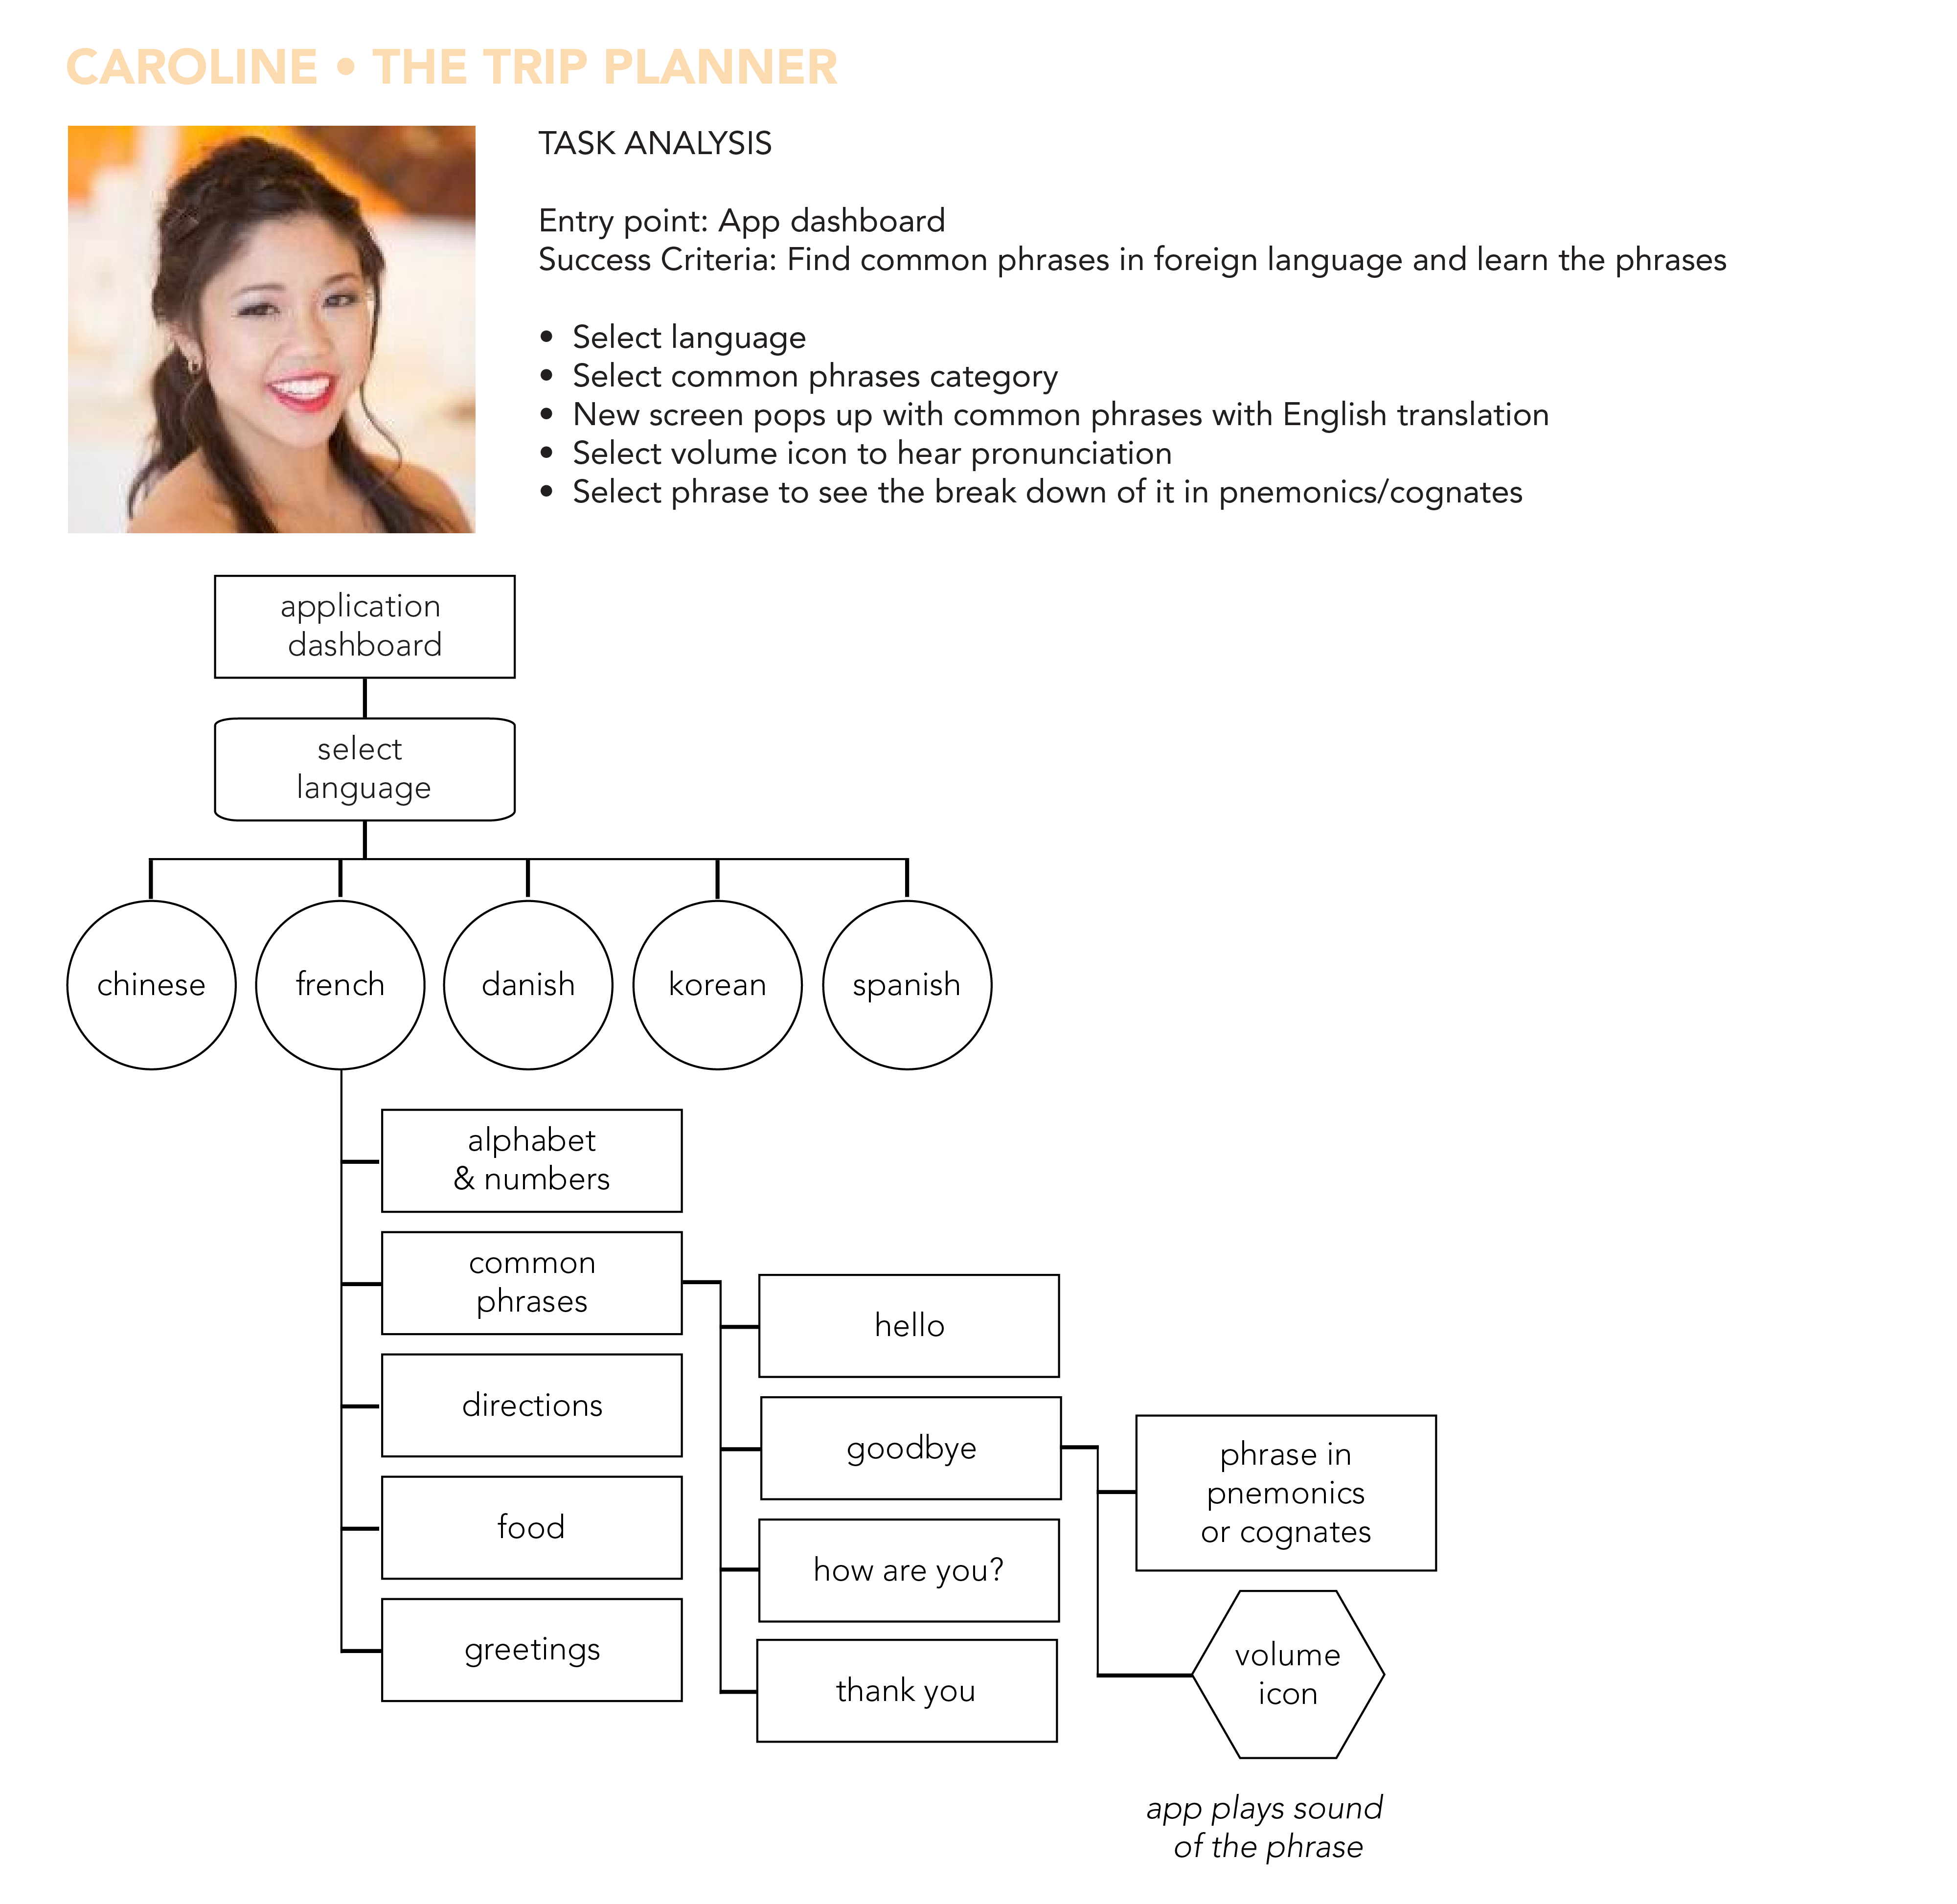 CAROLINE • THE TRIP PLANNER
TASK ANALYSIS
Entry point: App dashboard
Success Criteria: Find common phrases in foreign language and learn the phrases
• Select language
• Select common phrases category
• New screen pops up with common phrases with English translation
• Select volume icon to hear pronunciation
• Select phrase to see the break down of it in pnemonics/cognates
application
dashboard
select
language
chinese
french
danish
korean
spanish
alphabet
& numbers
common
phrases
directions
food
greetings
hello
goodbye
how are you?
thank you
phrase in
pnemonics
or cognates
volume
icon
app plays sound
of the phrase